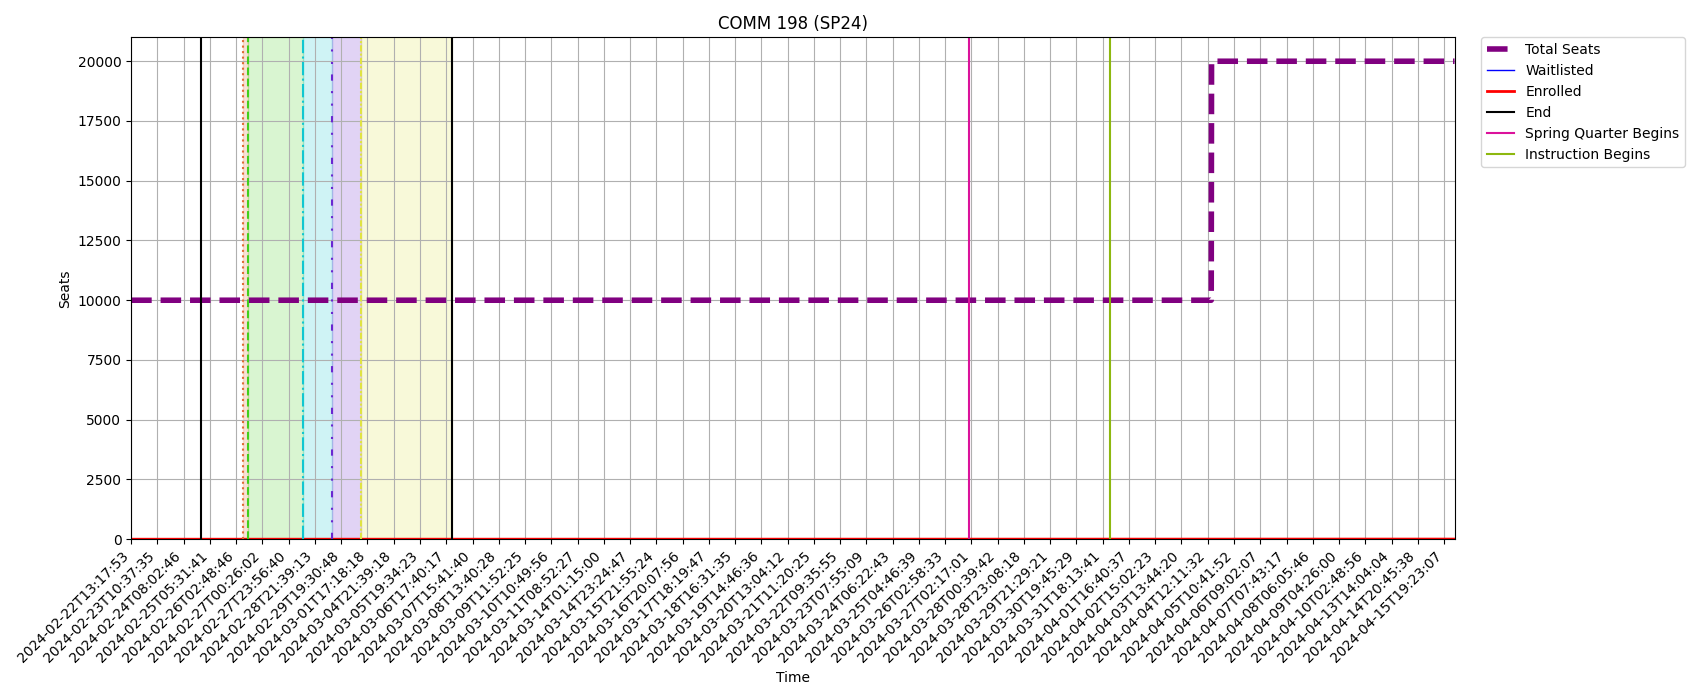 COMM 198 (SP24)
Seats
20000
17500
15000
12500
10000
7500
5000
2500
0
2024-02-22T13:17:53
2024-02-23T10:37:35
2024-02-24T08:02:46
2024-02-25T05:31:41
2024-02-26T02:48:46
2024-02-27T00:26:02
2024-02-27T23:56:40
2024-02-28T21:39:13
2024-02-29T19:30:48
2024-03-01T17:18:18
2024-03-04T21:39:18
2024-03-05T19:34:23
2024-03-06T17:40:17
2024-03-07T15:41:40
2024-03-08T13:40:28
2024-03-09T11:52:25
2024-03-10T10:49:56
2024-03-11T08:52:27
2024-03-14T01:15:00
2024-03-14T23:24:47
2024-03-15T21:55:24
2024-03-16T20:07:56
2024-03-17T18:19:47
2024-03-18T16:31:35
2024-03-19T14:46:38
2024-03-20T13:04:12
2024-03-21T11:20:25
2024-03-22T09:35:55
2024-03-23T07:55:09
2024-03-24T06:22:43
2024-03-25T04:46:39
2024-03-26T02:58:33
2024-03-27T02:17:01
2024-03-28T00:39:42
2024-03-28T23:08:18
2024-03-29T21:29:21
2024-03-30T19:45:29
2024-03-31T18:13:41
2024-04-01T16:40:37
2024-04-02T15:02:23
2024-04-03T13:44:20
2024-04-04T12:11:32
2024-04-05T10:41:52
2024-04-06T09:02:07
2024-04-07T07:43:17
2024-04-08T06:05:46
2024-04-09T04:26:00
2024-04-10T02:48:56
2024-04-13T14:04:04
2024-04-14T20:45:38
2024-04-15T19:23:07
Time
Total Seats
Waitlisted
Enrolled
End
Spring Quarter Begins
Instruction Begins